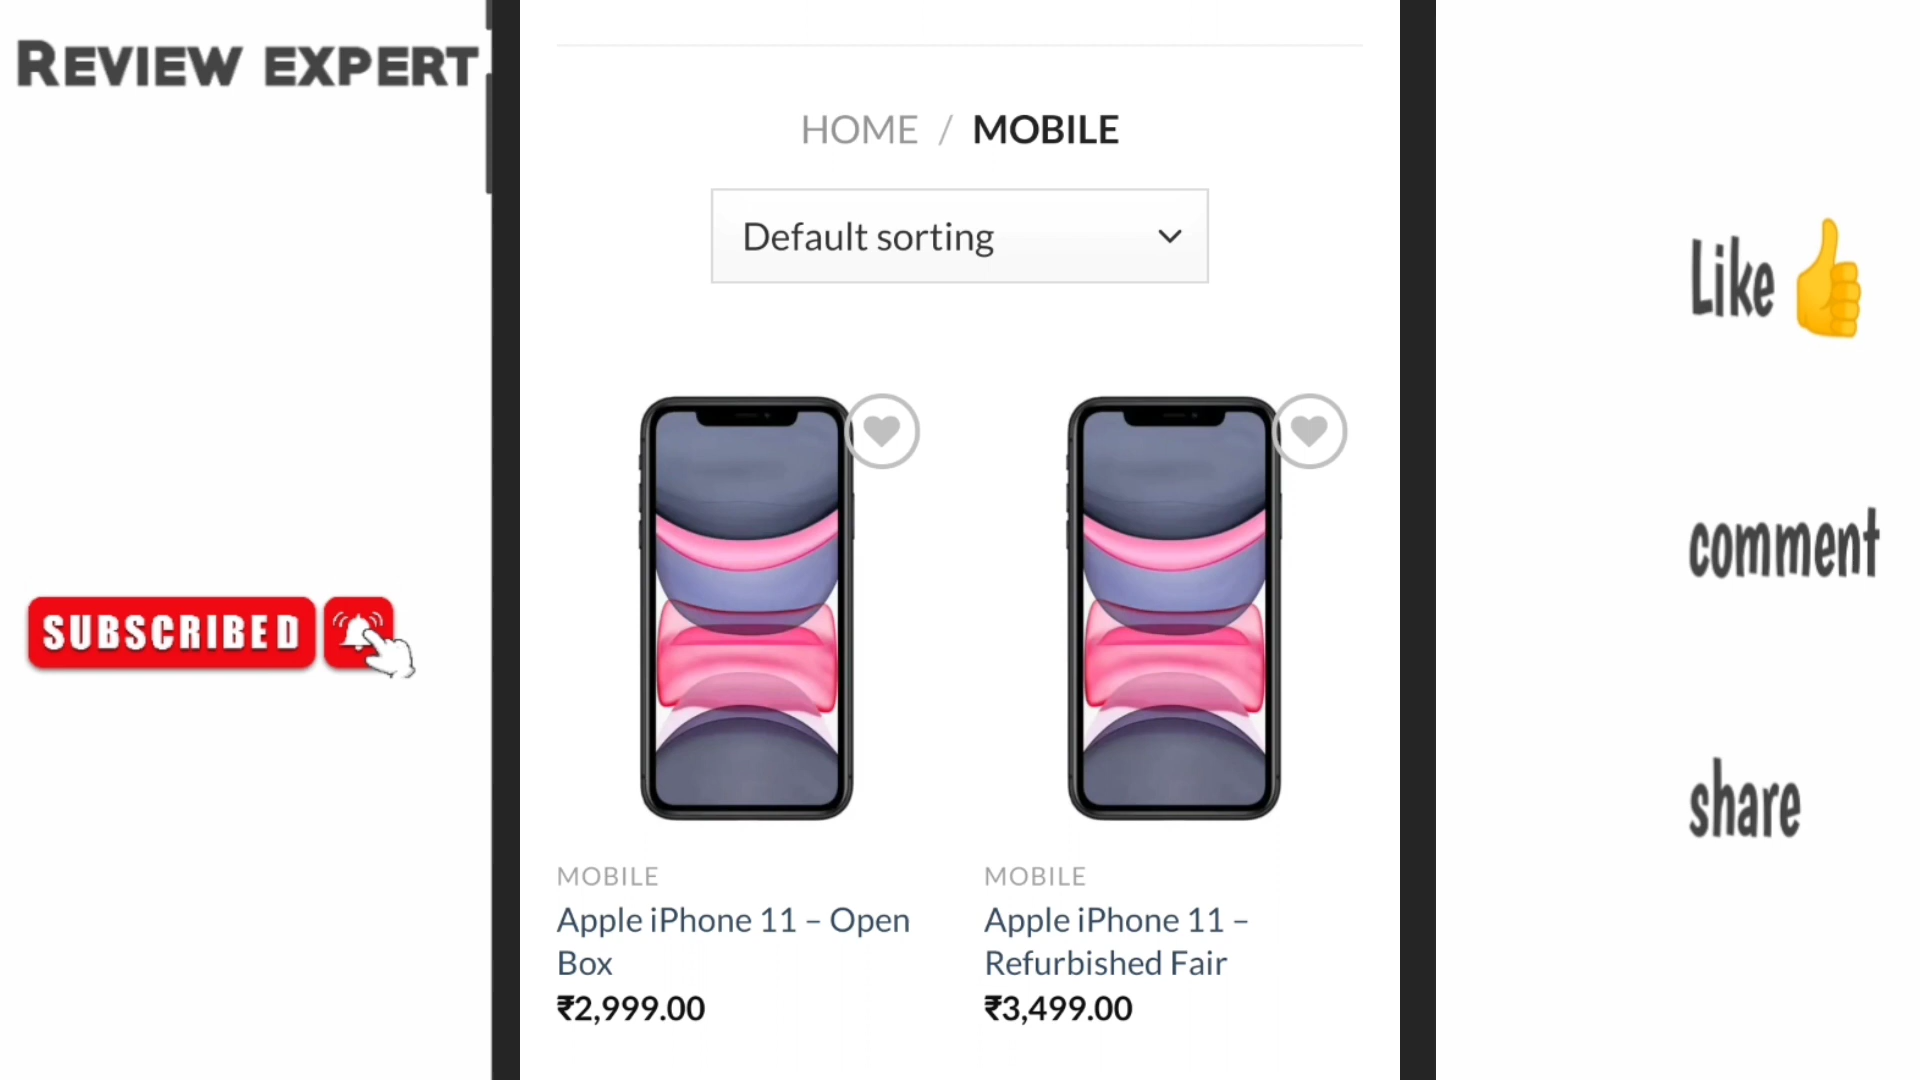 REVIEW EXPERT
HOME / MOBILE
Default sorting
Like
comment
SUBSCRIBED
share
MOBILE
Apple iPhone 11 – Open
Box
₹2,999.00
MOBILE
Apple iPhone 11 –
Refurbished Fair
₹3,499.00